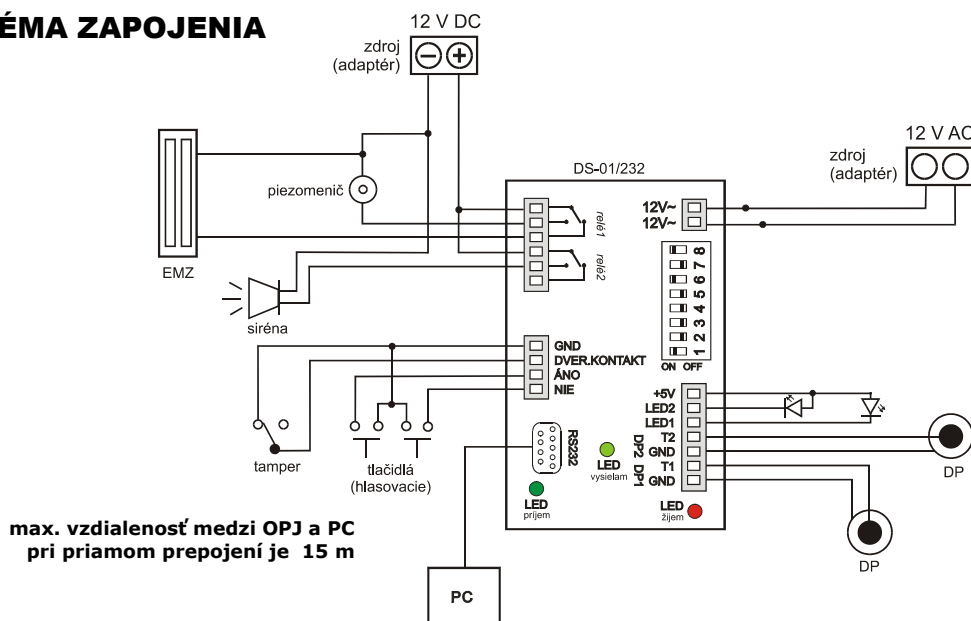 ÉMA ZAPOJENIA
12 V DC
zdroj
(adaptér)
12 V AC
zdroj
(adaptér)
DS-01/232
piezomenič
EMZ
siréna
relé1
relé2
12V~
12V~
8
7
6
5
4
3
2
1
ON OFF
GND
DVER.KONTAKT
ÁNO
NIE
+5V
LED2
LED1
T2
GND
T1
GND
DP2
DP1
RS232
LED
vysielam
LED
príjem
LED
žijem
tamper
tlačidlá
(hlasovacie)
DP
DP
max. vzdialenosť medzi OPJ a PC
pri priamom prepojení je 15 m
PC